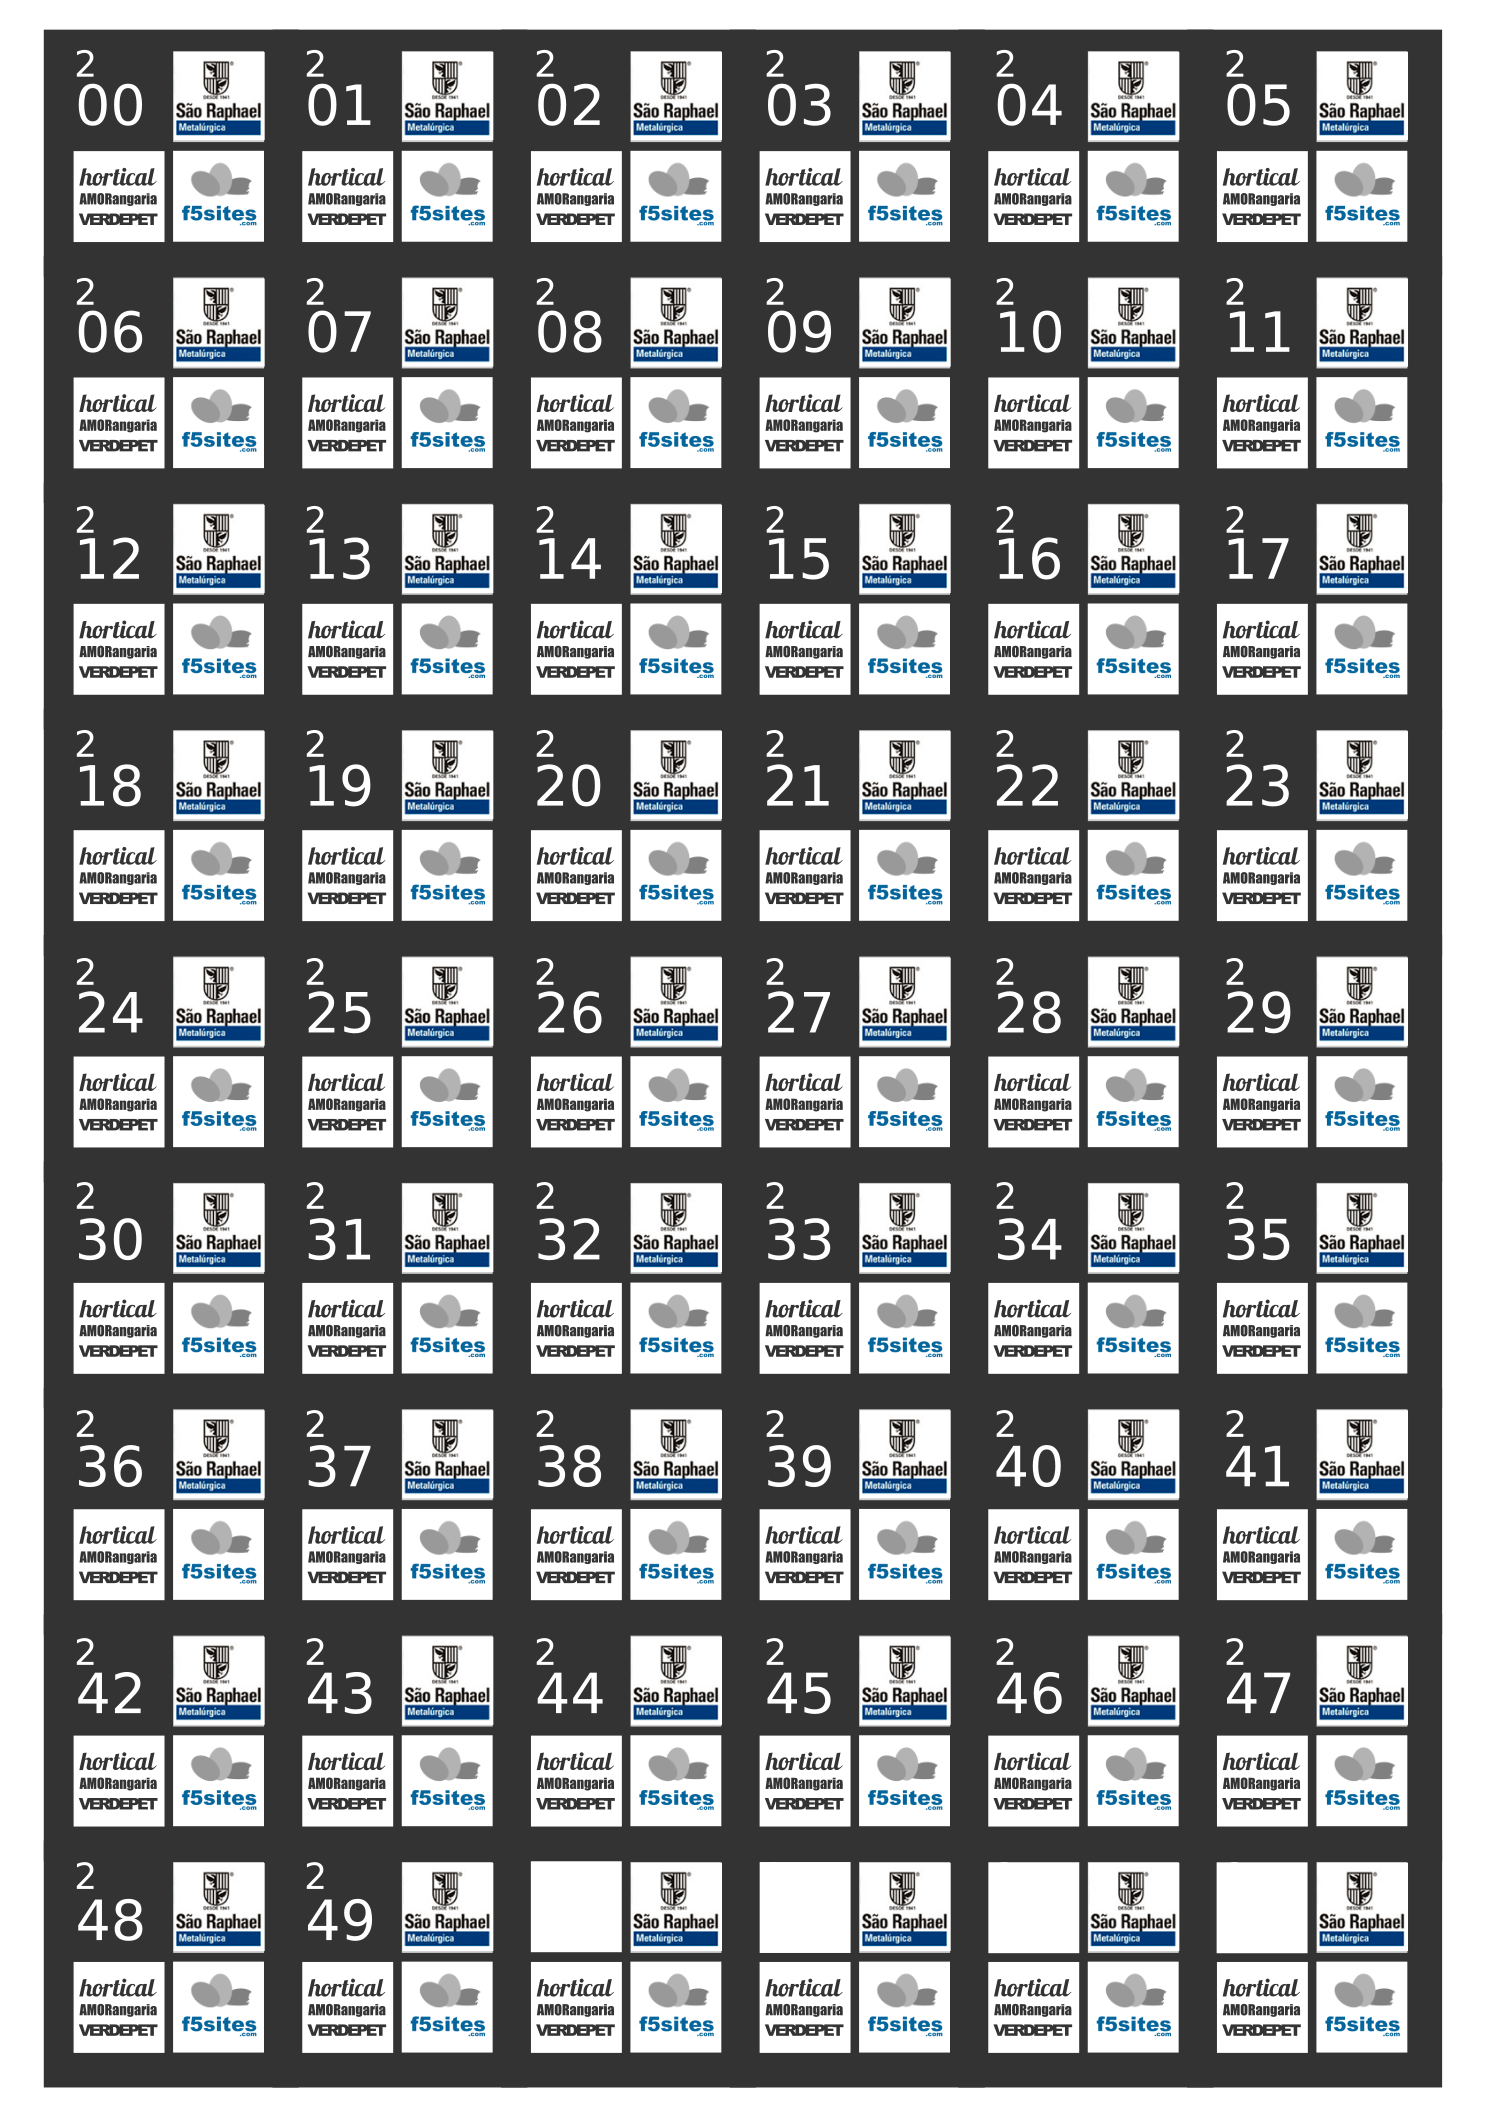 2 2 2 2 2 2
DESDE 1941 DESDE 1941 DESDE 1941 DESDE 1941 DESDE 1941 DESDE 1941
00 São Raphael 01 São Raphael 02 São Raphael 03 São Raphael 04 São Raphael 05 São Raphael
Metalúrgica Metalúrgica Metalúrgica Metalúrgica Metalúrgica Metalúrgica
hortical hortical hortical hortical hortical hortical
AMORangaria AMORangaria AMORangaria AMORangaria AMORangaria AMORangaria
VERDEPET f5sites.com VERDEPET f5sites.com VERDEPET f5sites.com VERDEPET f5sites.com VERDEPET f5sites.com VERDEPET f5sites.com
2 2 2 2 2 2
DESDE 1941 DESDE 1941 DESDE 1941 DESDE 1941 DESDE 1941 DESDE 1941
06 São Raphael 07 São Raphael 08 São Raphael 09 São Raphael 10 São Raphael 11 São Raphael
Metalúrgica Metalúrgica Metalúrgica Metalúrgica Metalúrgica Metalúrgica
hortical hortical hortical hortical hortical hortical
AMORangaria AMORangaria AMORangaria AMORangaria AMORangaria AMORangaria
VERDEPET f5sites.com VERDEPET f5sites.com VERDEPET f5sites.com VERDEPET f5sites.com VERDEPET f5sites.com VERDEPET f5sites.com
2 2 2 2 2 2
DESDE 1941 DESDE 1941 DESDE 1941 DESDE 1941 DESDE 1941 DESDE 1941
12 São Raphael 13 São Raphael 14 São Raphael 15 São Raphael 16 São Raphael 17 São Raphael
Metalúrgica Metalúrgica Metalúrgica Metalúrgica Metalúrgica Metalúrgica
hortical hortical hortical hortical hortical hortical
AMORangaria AMORangaria AMORangaria AMORangaria AMORangaria AMORangaria
VERDEPET f5sites.com VERDEPET f5sites.com VERDEPET f5sites.com VERDEPET f5sites.com VERDEPET f5sites.com VERDEPET f5sites.com
2 2 2 2 2 2
DESDE 1941 DESDE 1941 DESDE 1941 DESDE 1941 DESDE 1941 DESDE 1941
18 São Raphael 19 São Raphael 20 São Raphael 21 São Raphael 22 São Raphael 23 São Raphael
Metalúrgica Metalúrgica Metalúrgica Metalúrgica Metalúrgica Metalúrgica
hortical hortical hortical hortical hortical hortical
AMORangaria AMORangaria AMORangaria AMORangaria AMORangaria AMORangaria
VERDEPET f5sites.com VERDEPET f5sites.com VERDEPET f5sites.com VERDEPET f5sites.com VERDEPET f5sites.com VERDEPET f5sites.com
2 2 2 2 2 2
DESDE 1941 DESDE 1941 DESDE 1941 DESDE 1941 DESDE 1941 DESDE 1941
24 São Raphael 25 São Raphael 26 São Raphael 27 São Raphael 28 São Raphael 29 São Raphael
Metalúrgica Metalúrgica Metalúrgica Metalúrgica Metalúrgica Metalúrgica
hortical hortical hortical hortical hortical hortical
AMORangaria AMORangaria AMORangaria AMORangaria AMORangaria AMORangaria
VERDEPET f5sites.com VERDEPET f5sites.com VERDEPET f5sites.com VERDEPET f5sites.com VERDEPET f5sites.com VERDEPET f5sites.com
2 2 2 2 2 2
DESDE 1941 DESDE 1941 DESDE 1941 DESDE 1941 DESDE 1941 DESDE 1941
30 São Raphael 31 São Raphael 32 São Raphael 33 São Raphael 34 São Raphael 35 São Raphael
Metalúrgica Metalúrgica Metalúrgica Metalúrgica Metalúrgica Metalúrgica
hortical hortical hortical hortical hortical hortical
AMORangaria AMORangaria AMORangaria AMORangaria AMORangaria AMORangaria
VERDEPET f5sites.com VERDEPET f5sites.com VERDEPET f5sites.com VERDEPET f5sites.com VERDEPET f5sites.com VERDEPET f5sites.com
2 2 2 2 2 2
DESDE 1941 DESDE 1941 DESDE 1941 DESDE 1941 DESDE 1941 DESDE 1941
36 São Raphael 37 São Raphael 38 São Raphael 39 São Raphael 40 São Raphael 41 São Raphael
Metalúrgica Metalúrgica Metalúrgica Metalúrgica Metalúrgica Metalúrgica
hortical hortical hortical hortical hortical hortical
AMORangaria AMORangaria AMORangaria AMORangaria AMORangaria AMORangaria
VERDEPET f5sites.com VERDEPET f5sites.com VERDEPET f5sites.com VERDEPET f5sites.com VERDEPET f5sites.com VERDEPET f5sites.com
2 2 2 2 2 2
DESDE 1941 DESDE 1941 DESDE 1941 DESDE 1941 DESDE 1941 DESDE 1941
42 São Raphael 43 São Raphael 44 São Raphael 45 São Raphael 46 São Raphael 47 São Raphael
Metalúrgica Metalúrgica Metalúrgica Metalúrgica Metalúrgica Metalúrgica
hortical hortical hortical hortical hortical hortical
AMORangaria AMORangaria AMORangaria AMORangaria AMORangaria AMORangaria
VERDEPET f5sites.com VERDEPET f5sites.com VERDEPET f5sites.com VERDEPET f5sites.com VERDEPET f5sites.com VERDEPET f5sites.com
2 2
DESDE 1941 DESDE 1941 DESDE 1941 DESDE 1941 DESDE 1941 DESDE 1941
48 São Raphael 49 São Raphael São Raphael São Raphael São Raphael São Raphael
Metalúrgica Metalúrgica Metalúrgica Metalúrgica Metalúrgica Metalúrgica
hortical hortical hortical hortical hortical hortical
AMORangaria AMORangaria AMORangaria AMORangaria AMORangaria AMORangaria
VERDEPET f5sites.com VERDEPET f5sites.com VERDEPET f5sites.com VERDEPET f5sites.com VERDEPET f5sites.com VERDEPET f5sites.com